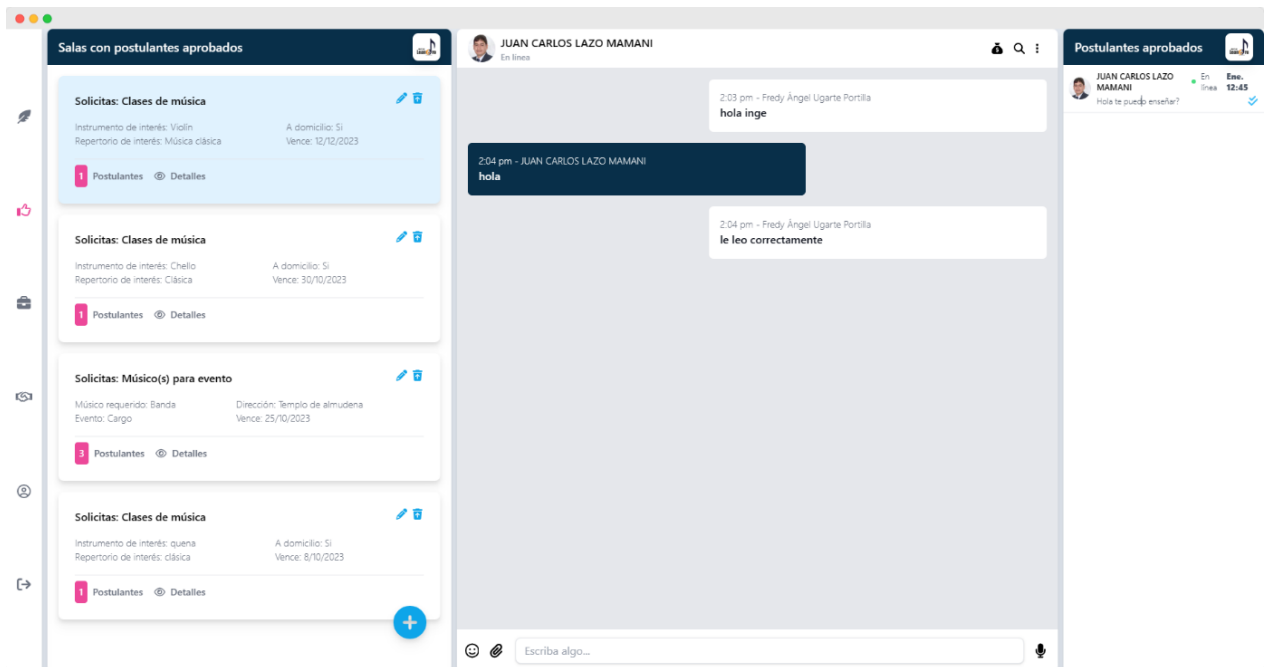 Salas con postulantes aprobados
Solicitas: Clases de música
Instrumento de interés: Violín
A domicilio: Si
Repertorio de interés: Música clásica
Vence: 12/12/2023
1 Postulantes Detalles
Solicitas: Clases de música
Instrumento de interés: Chello
A domicilio: Si
Repertorio de interés: Clásica
Vence: 30/10/2023
1 Postulantes Detalles
Solicitas: Músico(s) para evento
Músico requerido: Banda
Dirección: Templo de almudena
Evento: Cargo
Vence: 25/10/2023
3 Postulantes Detalles
Solicitas: Clases de música
Instrumento de interés: quena
A domicilio: Si
Repertorio de interés: clásica
Vence: 8/10/2023
1 Postulantes Detalles
JUAN CARLOS LAZO MAMANI
En línea
2:03 pm - Fredy Ángel Ugarte Portilla
hola inge
2:04 pm - JUAN CARLOS LAZO MAMANI
hola
2:04 pm - Fredy Ángel Ugarte Portilla
le leo correctamente
Escriba algo...
Postulantes aprobados
JUAN CARLOS LAZO
MAMANI
En
línea
Ene.
12:45
Hola te puedo enseñar?